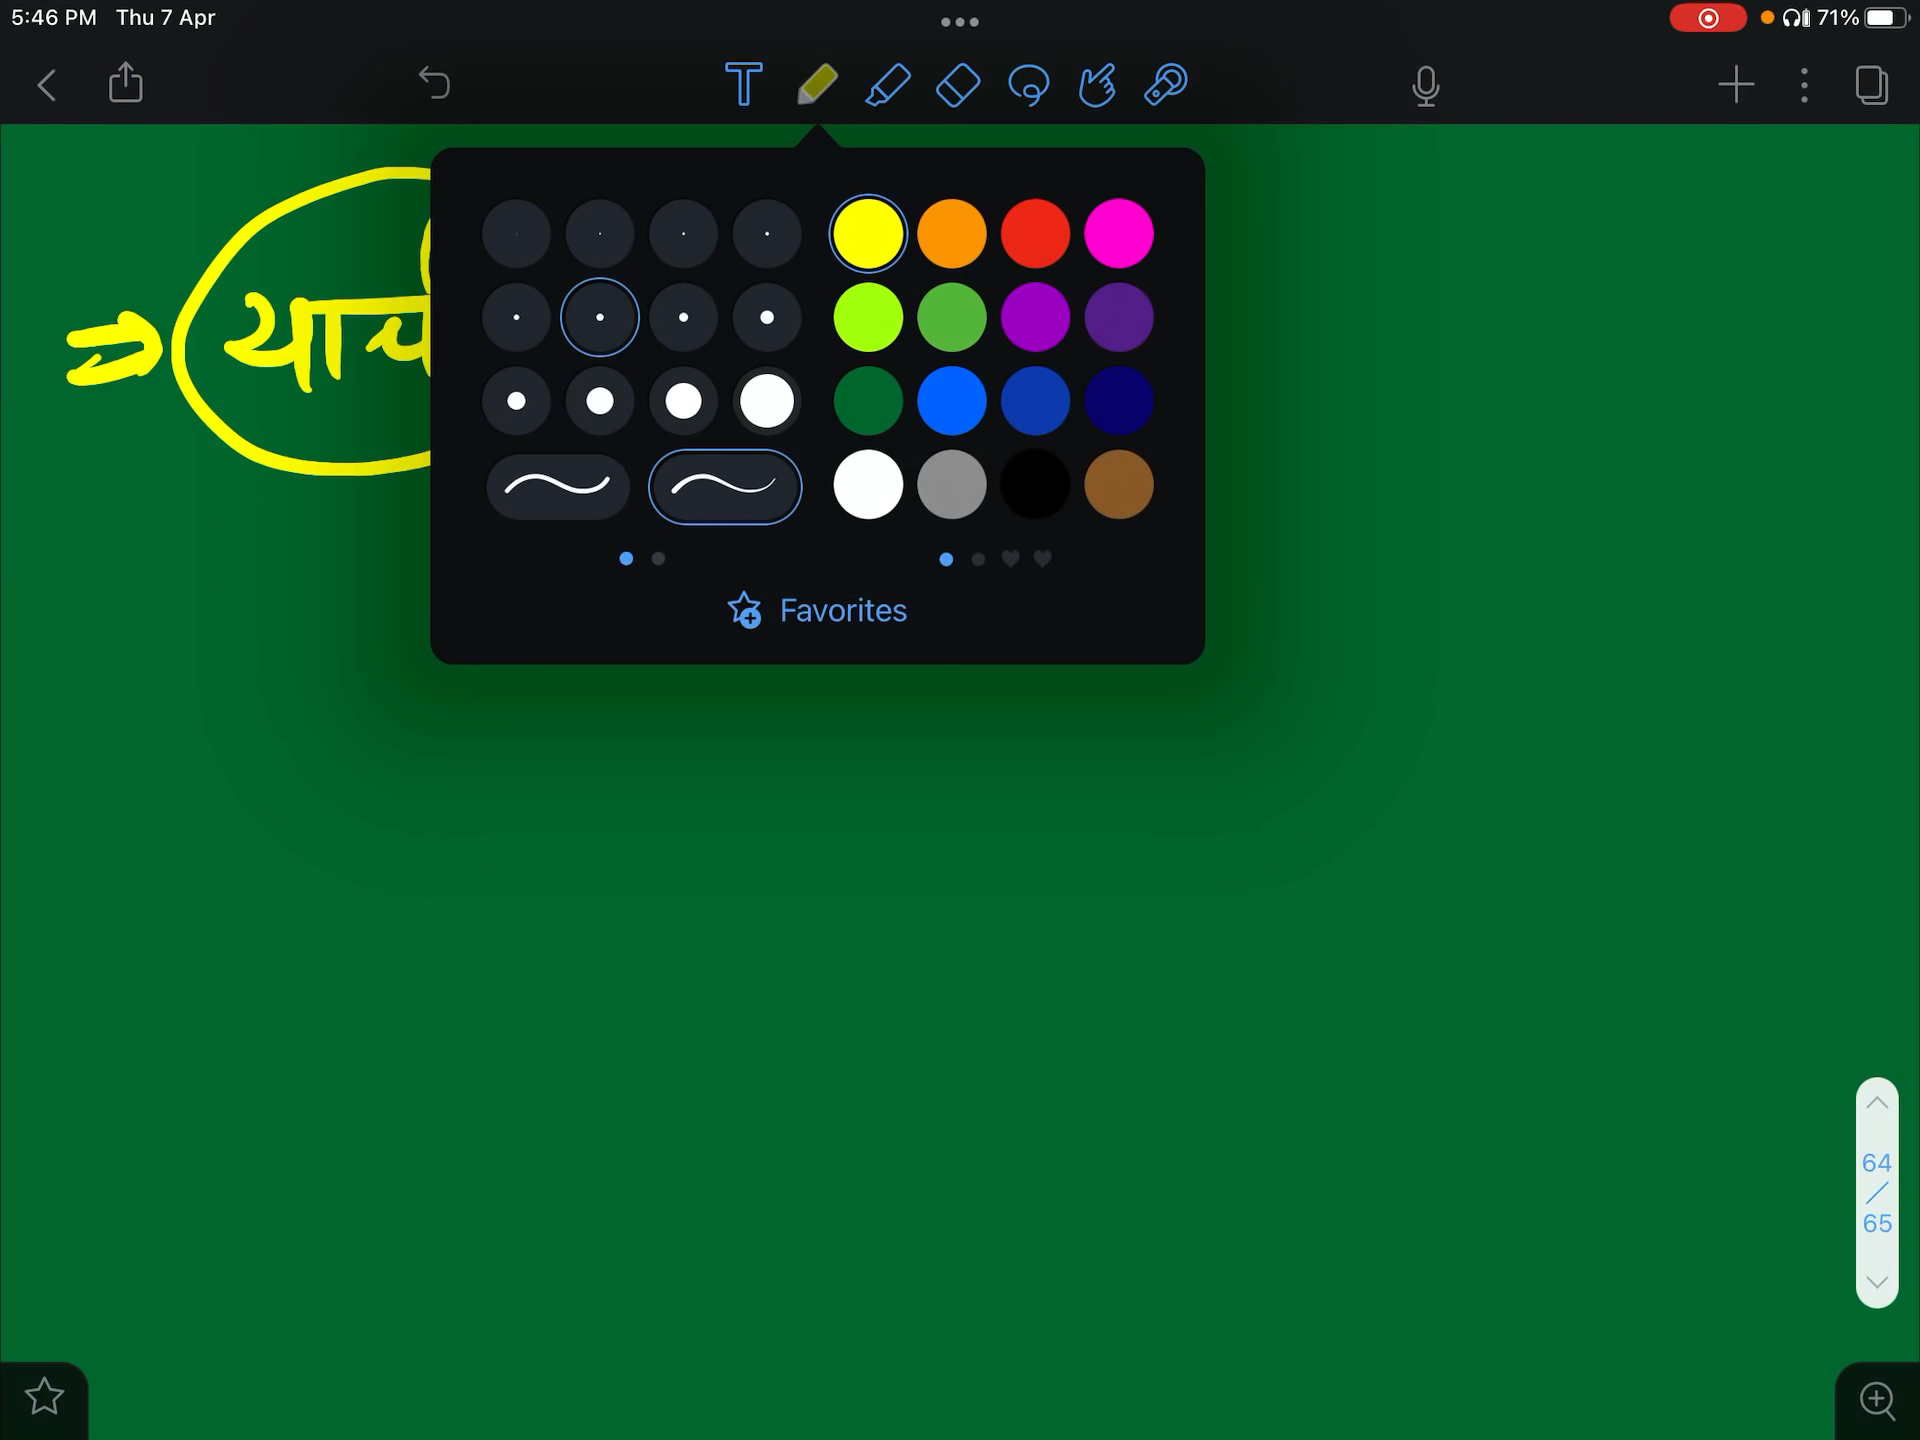 5:46 PM Thu 7 Apr
71%
T
⇒ याच
Favorites
64
/
65